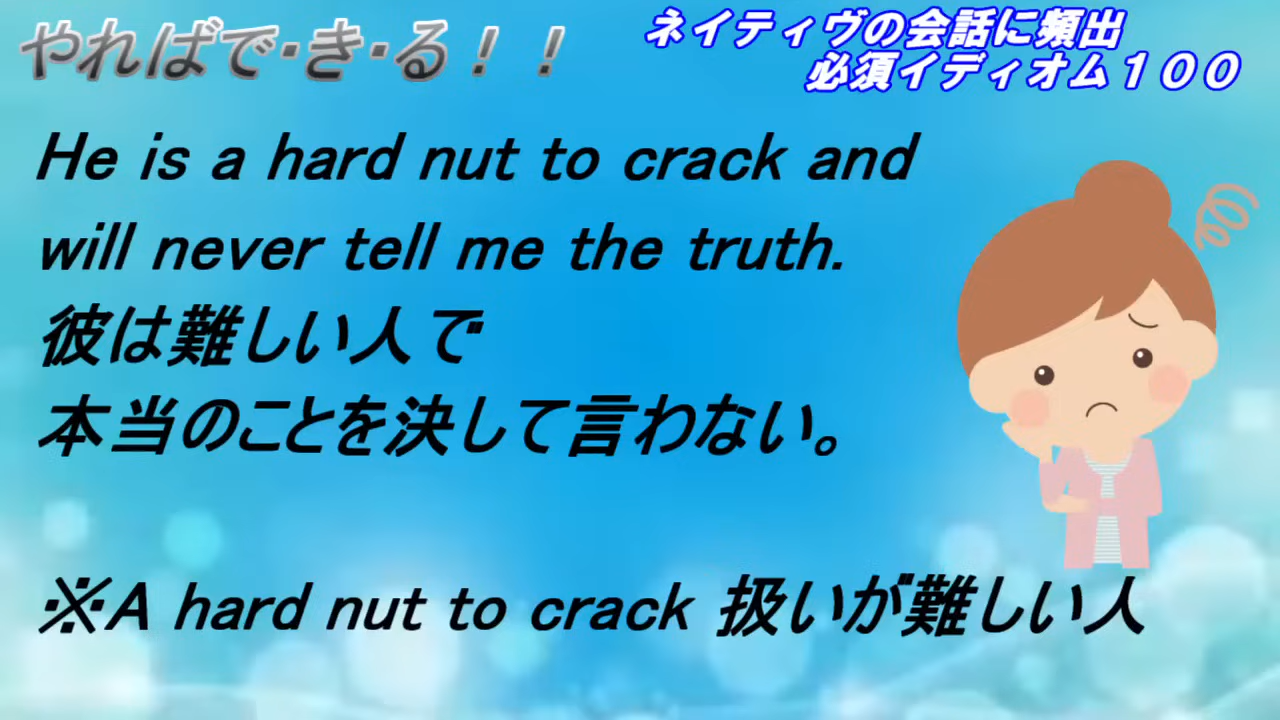 やればで・き・る！！
ネイティヴの会話に頻出
必須イディオム１００
He is a hard nut to crack and
will never tell me the truth.
彼は難しい人で
本当のことを決して言わない。
※A hard nut to crack 扱いが難しい人